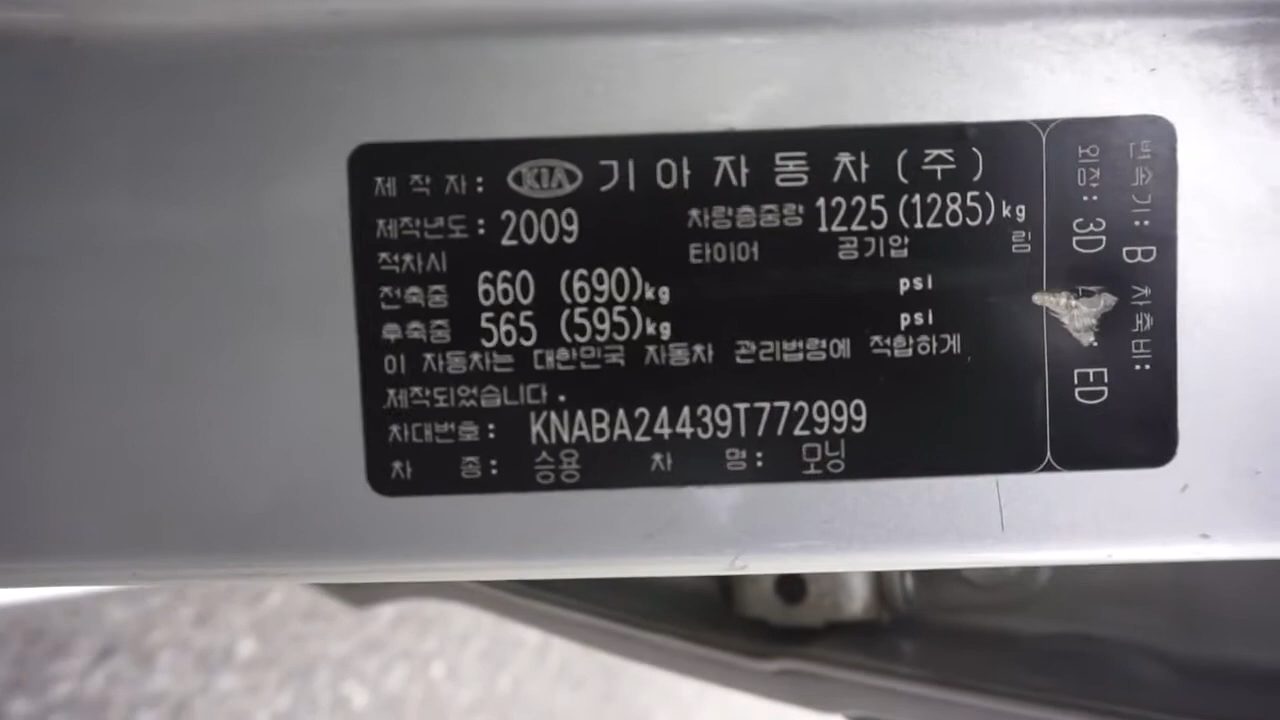 제 작 자 : KIA 기 아 자 동 차 ( 주 )
제작년도 : 2009 차량총중량 1225 (1285) kg
적차시 타이어 공기압 림
전축중 660 (690) kg psi
후축중 565 (595) kg psi
이 자동차는 대한민국 자동차 관리법령에 적합하게
제작되었습니다.
차대번호 : KNABA24439T772999
차 종 : 승용 차 명 : 모닝
변속기 : B 차축비 :
외장 : 3D : ED